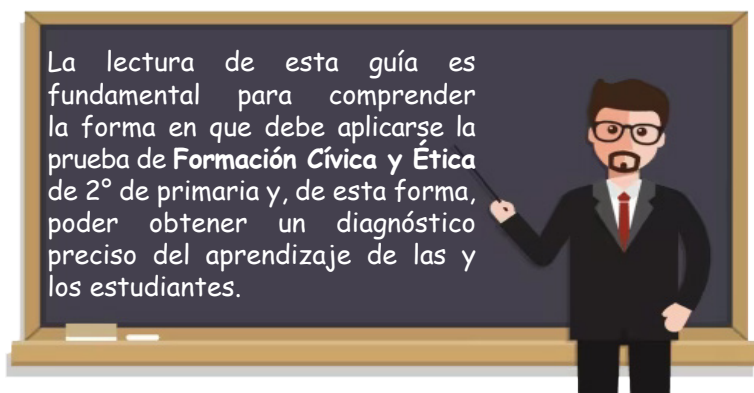 La lectura de esta guía es
fundamental para comprender
la forma en que debe aplicarse la
prueba de Formación Cívica y Ética
de 2° de primaria y, de esta forma,
poder obtener un diagnóstico
preciso del aprendizaje de las y
los estudiantes.